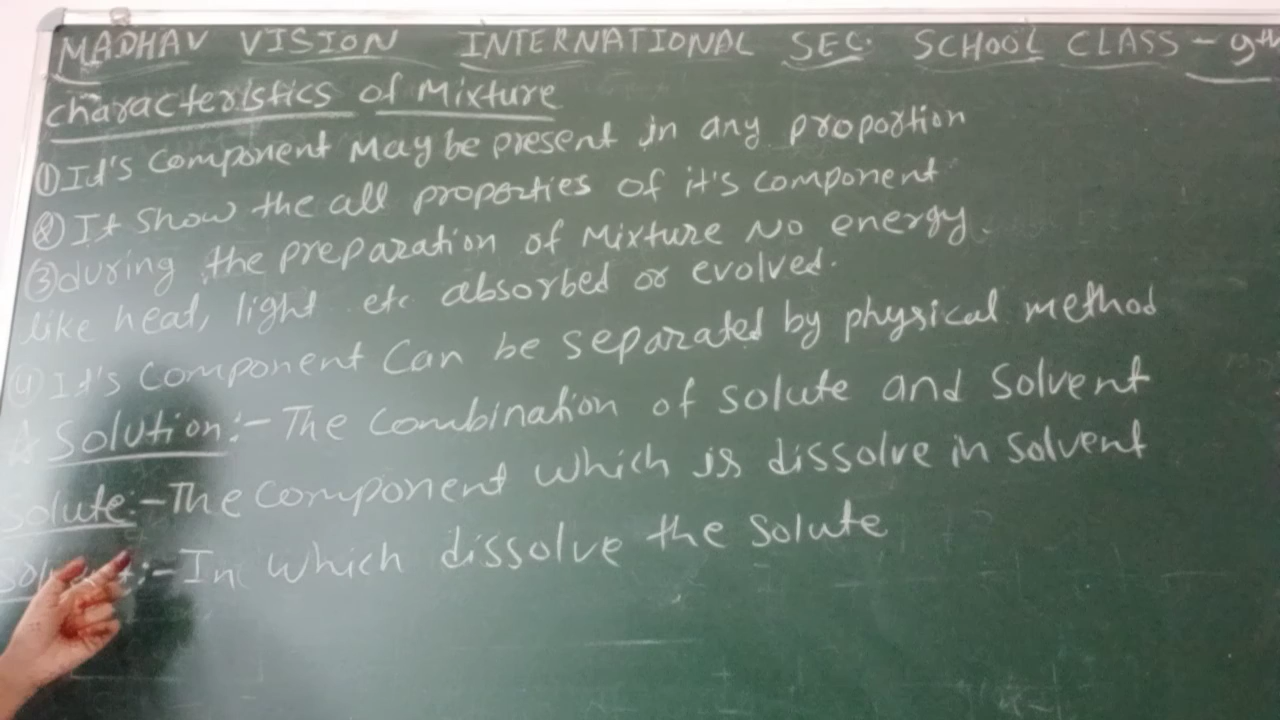 MADHAV VISION INTERNATIONAL SEC. SCHOOL CLASS - 9th
characteristics of Mixture
① It's component may be present in any proportion
② It show the all properties of it's component
③ during the preparation of Mixture No energy.
like heat, light etc absorbed or evolved.
④ It's component can be separated by physical method
A. Solution:- The combination of solute and solvent
Solute:- The component which is dissolve in solvent
Solvent:- In which dissolve the solute